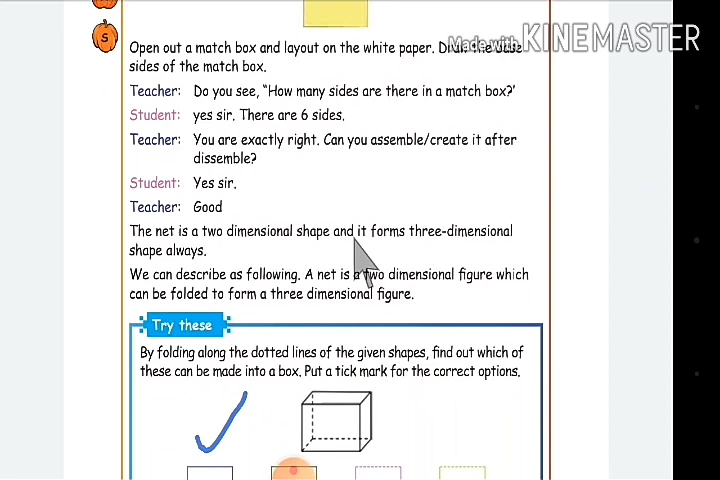 S
Made with KINEMASTER
Open out a match box and layout on the white paper. Draw the base
sides of the match box.
Teacher: Do you see, "How many sides are there in a match box?'
Student: yes sir. There are 6 sides.
Teacher: You are exactly right. Can you assemble/create it after
dissemble?
Student: Yes sir.
Teacher: Good
The net is a two dimensional shape and it forms three-dimensional
shape always.
We can describe as following. A net is a two dimensional figure which
can be folded to form a three dimensional figure.
Try these
By folding along the dotted lines of the given shapes, find out which of
these can be made into a box. Put a tick mark for the correct options.